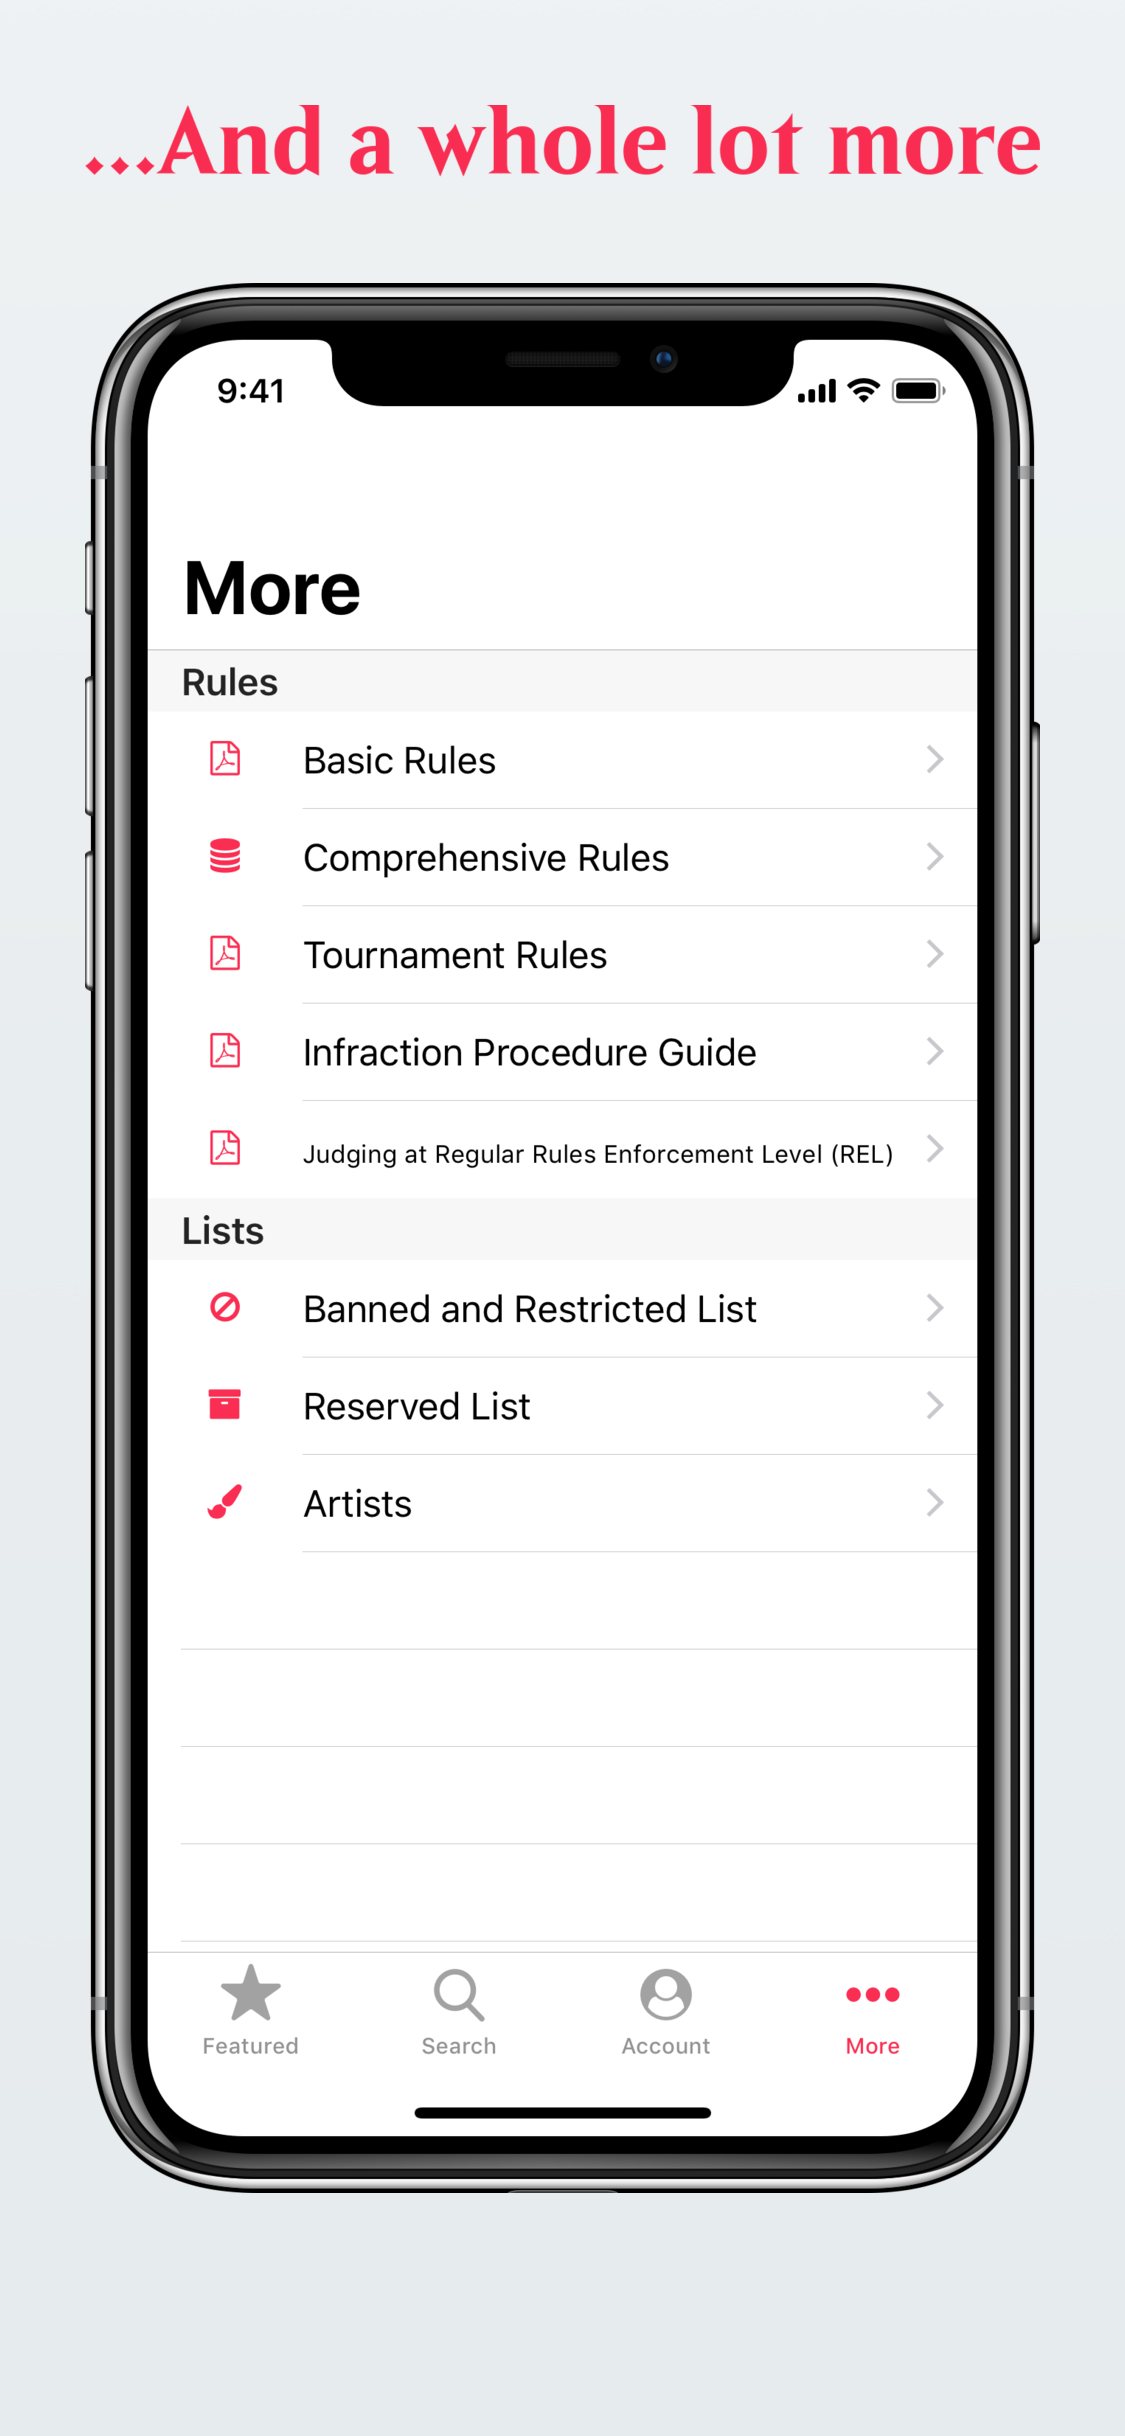 ...And a whole lot more
9:41
More
Rules
Basic Rules
Comprehensive Rules
Tournament Rules
Infraction Procedure Guide
Judging at Regular Rules Enforcement Level (REL)
Lists
Banned and Restricted List
Reserved List
Artists
Featured
Search
Account
More